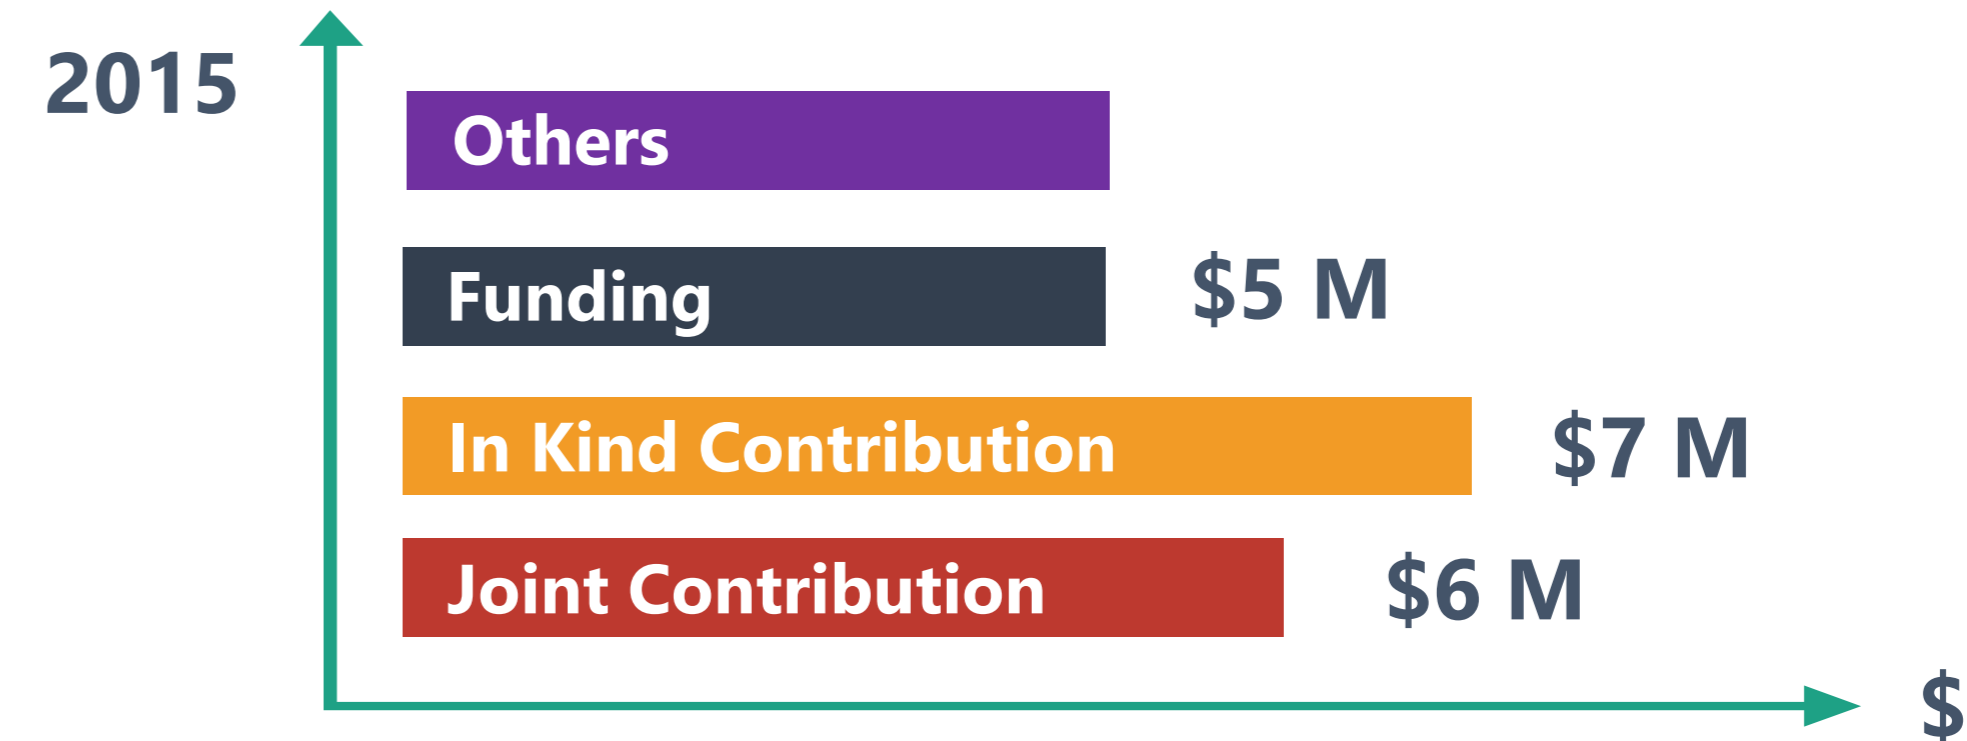 2015
Others
Funding
$5 M
In Kind Contribution
$7 M
Joint Contribution
$6 M
$